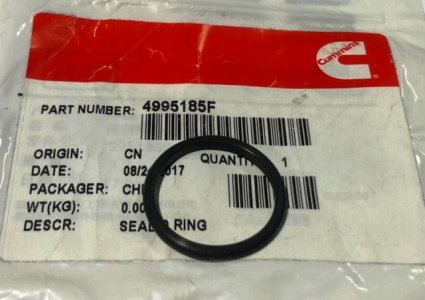 Cummins
PART NUMBER: 4995185F
ORIGIN: CN QUANTIT 1
DATE: 08/2 2017
PACKAGER: CH
WT(KG): 0.00
DESCR: SEAL,O RING